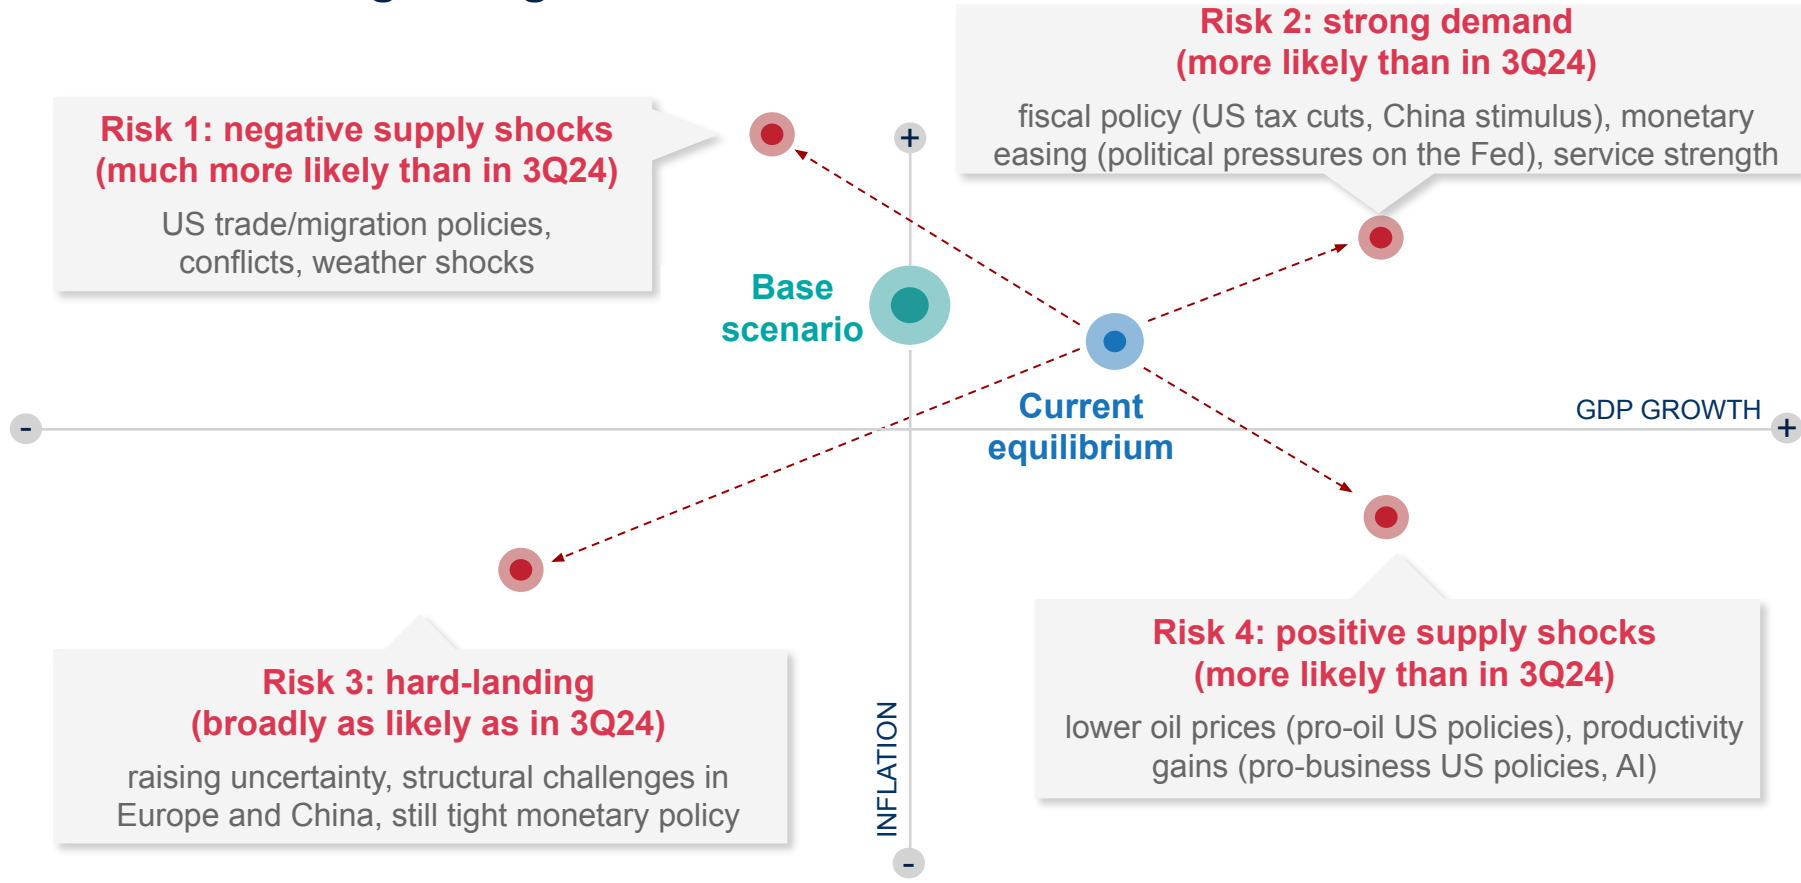 Risk 2: strong demand
(more likely than in 3Q24)
fiscal policy (US tax cuts, China stimulus), monetary
easing (political pressures on the Fed), service strength
Risk 1: negative supply shocks
(much more likely than in 3Q24)
US trade/migration policies,
conflicts, weather shocks
+
Base
scenario
Current
equilibrium
GDP GROWTH
-
+
Risk 3: hard-landing
(broadly as likely as in 3Q24)
raising uncertainty, structural challenges in
Europe and China, still tight monetary policy
INFLATION
-
Risk 4: positive supply shocks
(more likely than in 3Q24)
lower oil prices (pro-oil US policies), productivity
gains (pro-business US policies, AI)